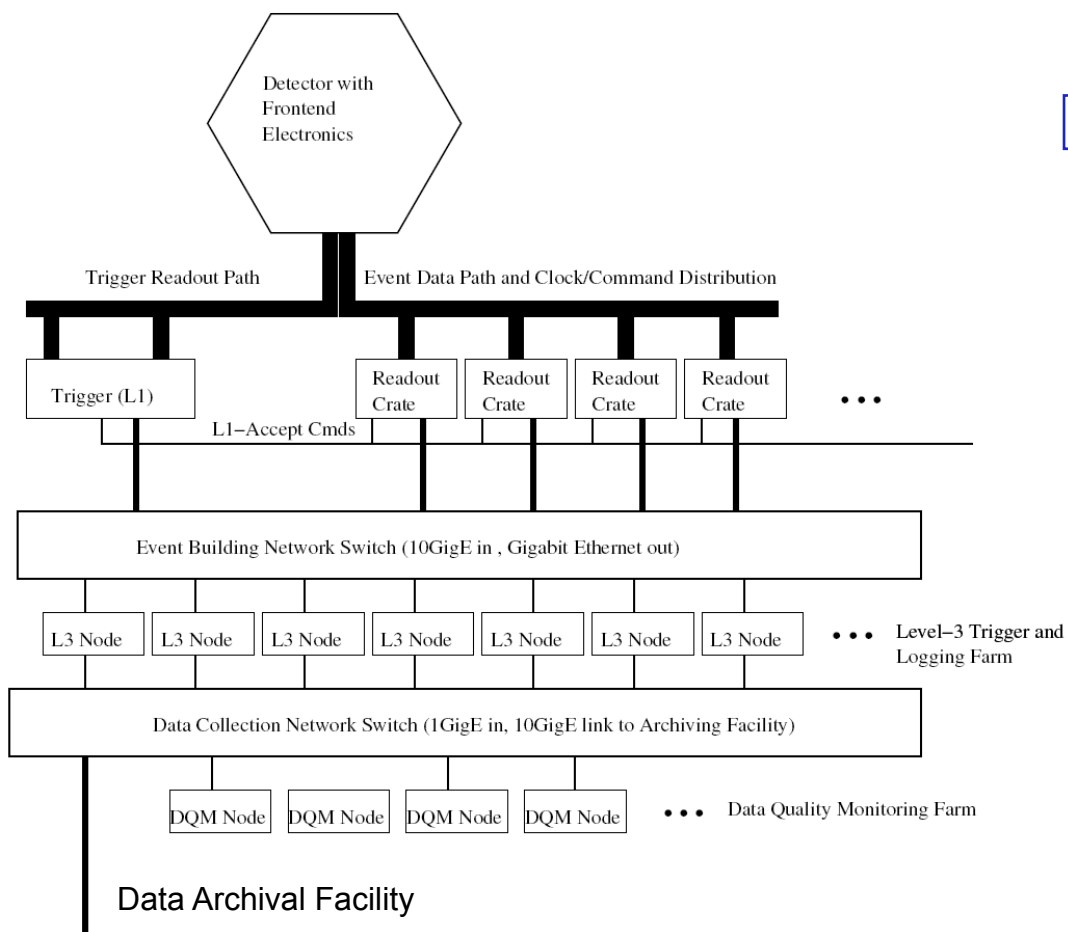 Detector with
Frontend
Electronics
Trigger Readout Path
Event Data Path and Clock/Command Distribution
Trigger (L1)
Readout
Crate
Readout
Crate
Readout
Crate
Readout
Crate
L1−Accept Cmds
Event Building Network Switch (10GigE in , Gigabit Ethernet out)
L3 Node
L3 Node
L3 Node
L3 Node
L3 Node
L3 Node
L3 Node
Level−3 Trigger and
Logging Farm
Data Collection Network Switch (1GigE in, 10GigE link to Archiving Facility)
DQM Node
DQM Node
DQM Node
DQM Node
Data Quality Monitoring Farm
Data Archival Facility